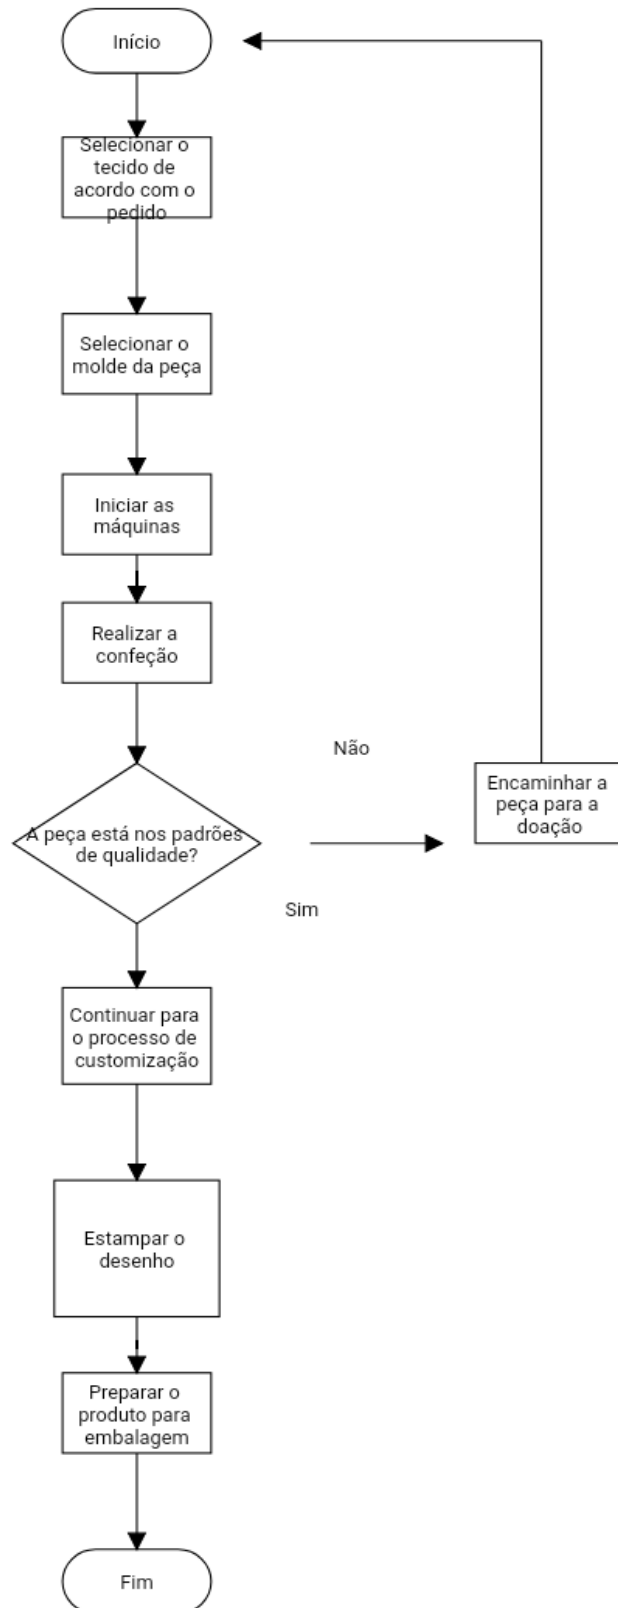 Início
Selecionar o
tecido de
acordo com o
pedido
Selecionar o
molde da peça
Iniciar as
máquinas
Realizar a
confeção
Não
Encaminhar a
peça para a
doação
A peça está nos padrões
de qualidade?
Sim
Continuar para
o processo de
customização
Estampar o
desenho
Preparar o
produto para
embalagem
Fim